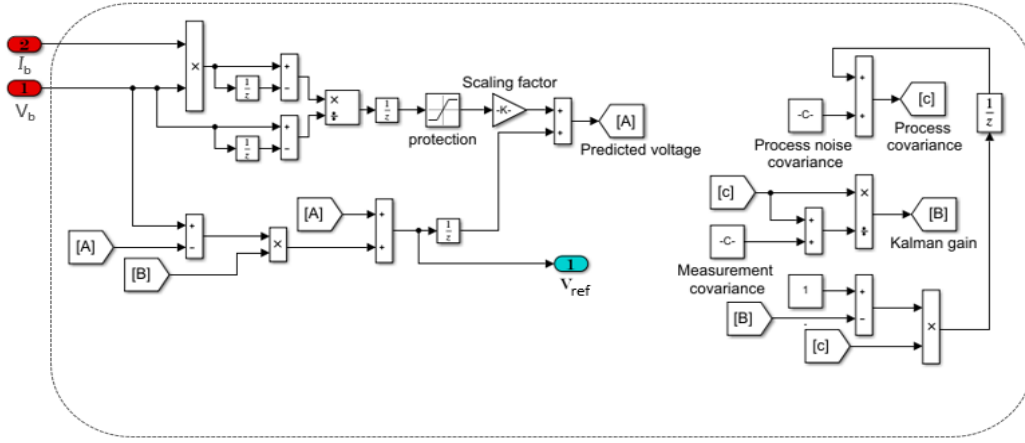 2
I_b
1
V_b
×
+
−
1
z
+
−
1
z
×
÷
1
z
protection
Scaling factor
-K-
+
+
[A]
Predicted voltage
[A]
+
−
[B]
×
[A]
+
+
1
z
1
V_ref
+
+
-C-
Process noise
covariance
[c]
Process
covariance
1
z
[c]
-C-
Measurement
covariance
+
+
×
÷
[B]
Kalman gain
1
[B]
+
−
[c]
×